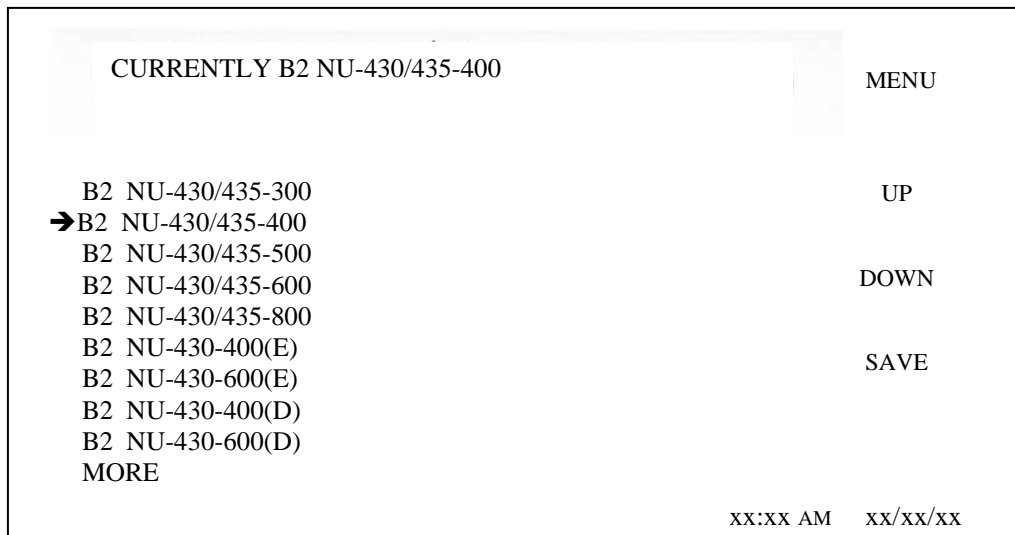 CURRENTLY B2 NU-430/435-400
MENU
B2 NU-430/435-300
UP
➔B2 NU-430/435-400
B2 NU-430/435-500
B2 NU-430/435-600
DOWN
B2 NU-430/435-800
B2 NU-430-400(E)
B2 NU-430-600(E)
SAVE
B2 NU-430-400(D)
B2 NU-430-600(D)
MORE
xx:xx AM xx/xx/xx